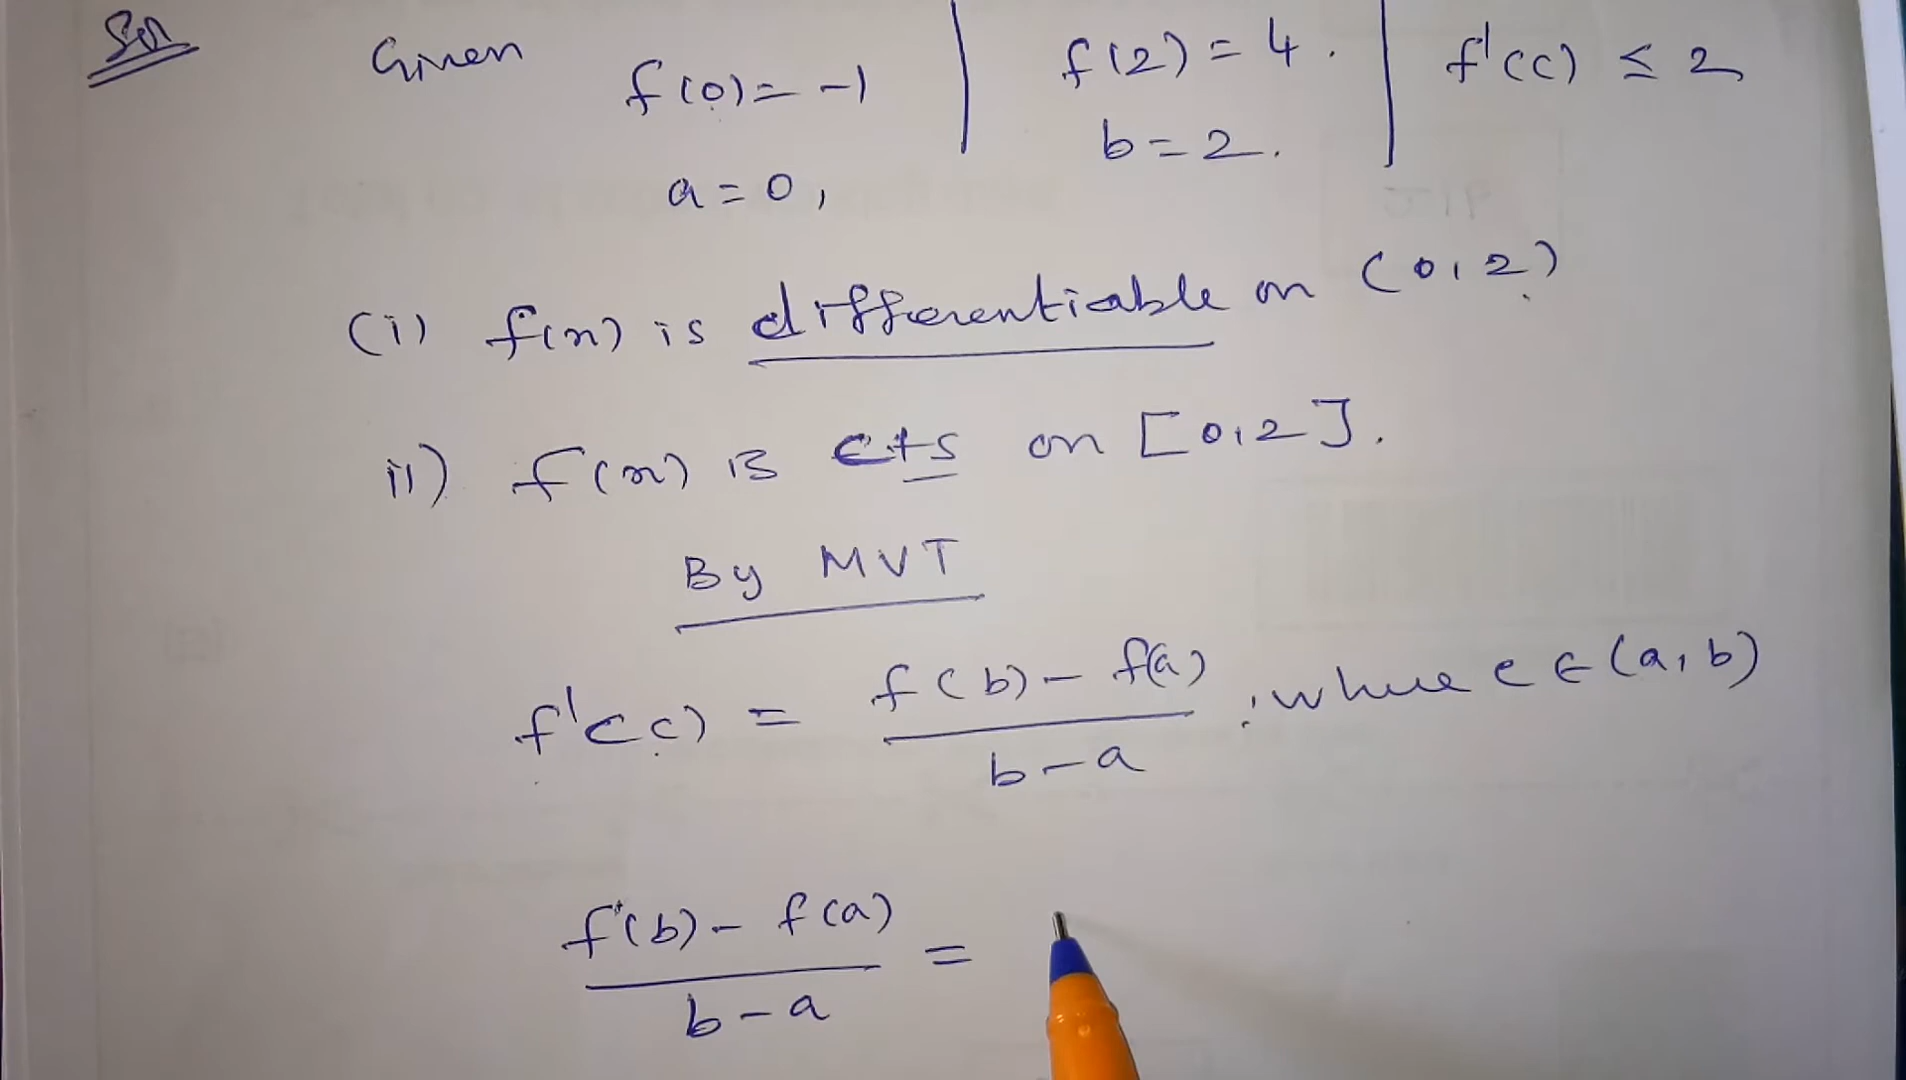 Sol
Given f(0) = -1 | f(2) = 4. | f'(c) ≤ 2
a = 0, b = 2.
(i) f(x) is differentiable on (0,2)
ii) f(x) is cts on [0,2].
By MVT
f'(c) = f(b) - f(a) / b - a ; where c ∈ (a,b)
f(b) - f(a) / b - a =